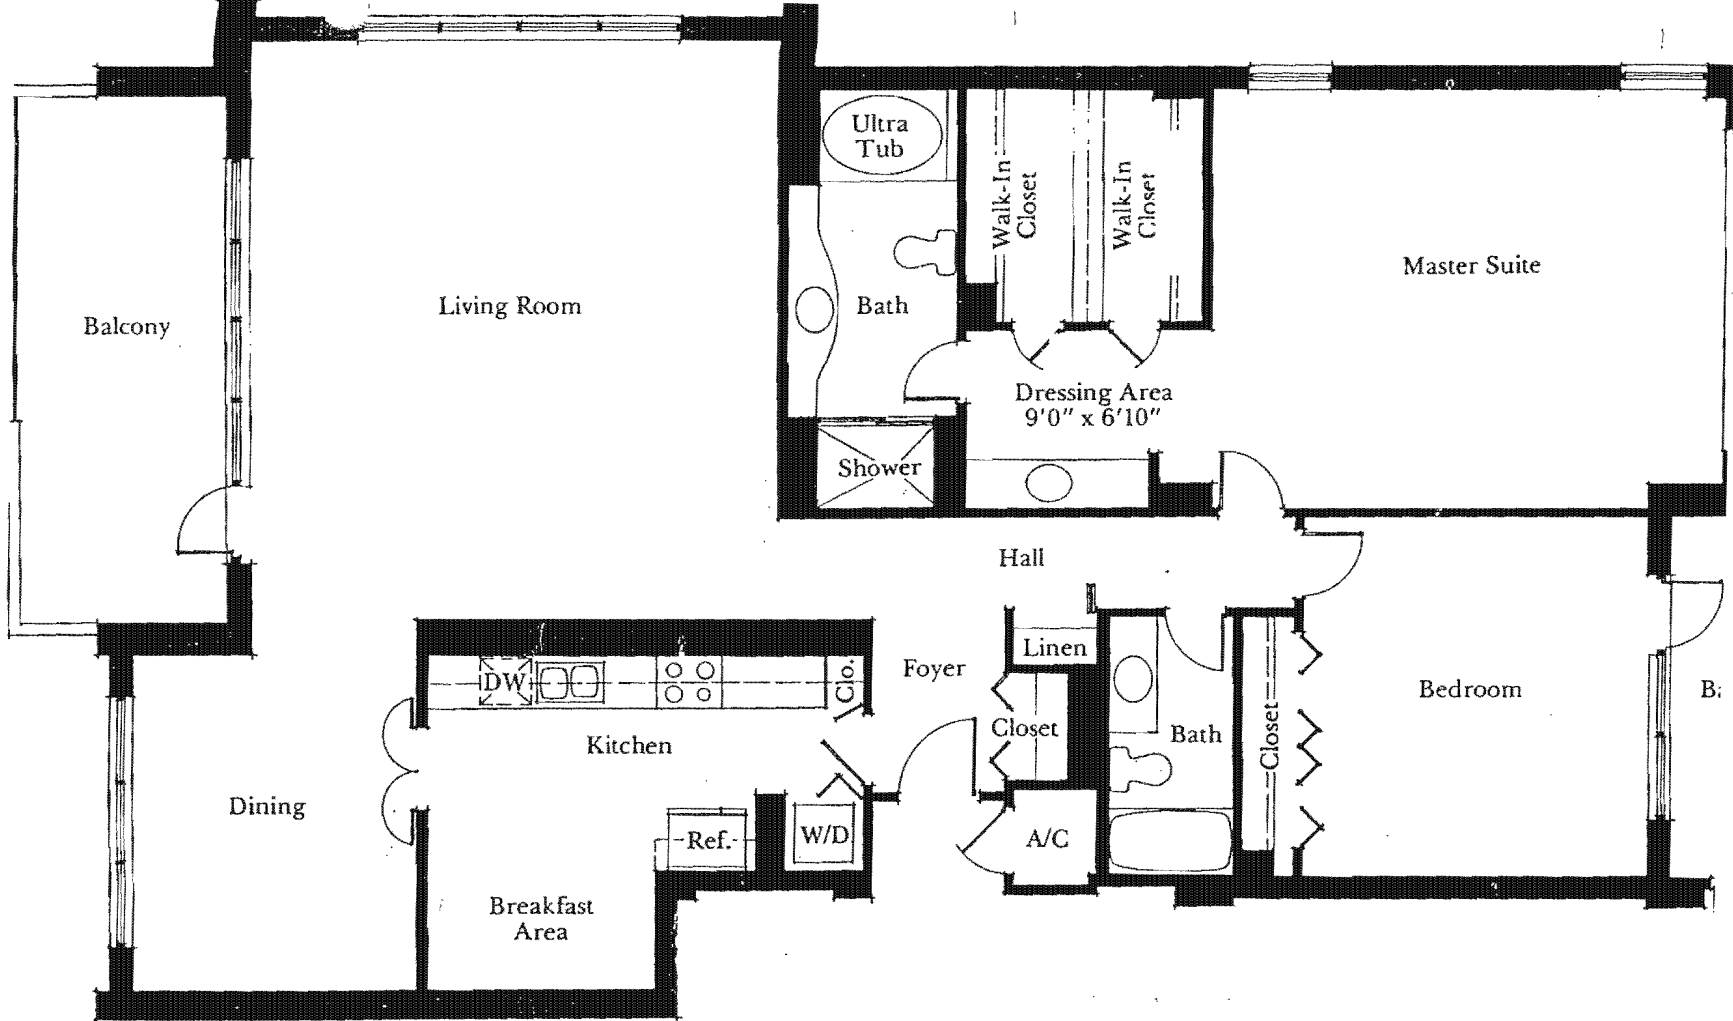 Ultra
Tub
Walk-In
Closet
Walk-In
Closet
Master Suite
Living Room
Bath
Balcony
Dressing Area
9'0" x 6'10"
Shower
Hall
Linen
Foyer
DW
Clo.
Bedroom
Closet
Bath
Closet
Kitchen
Dining
Ref.
W/D
A/C
Breakfast
Area